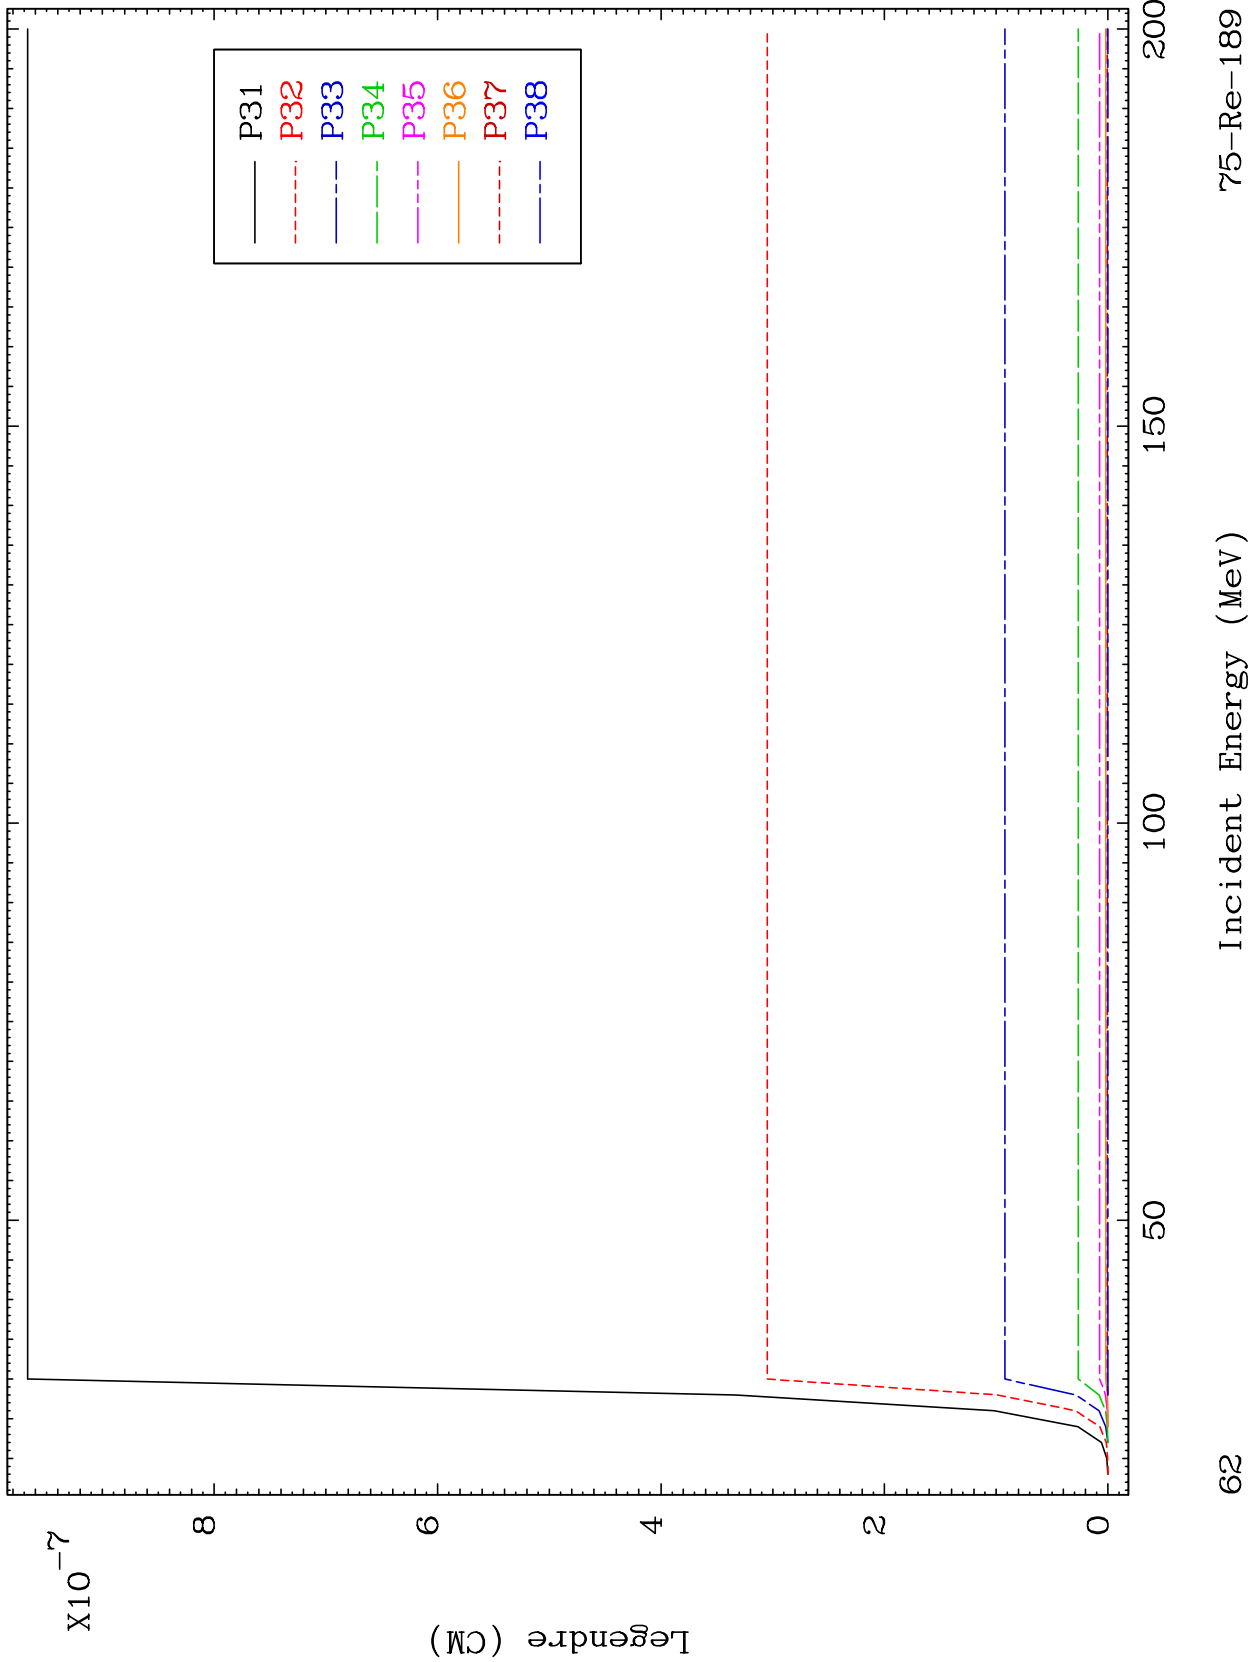 X10-7
8
6
4
2
0
Legendre (CM)
P31
P32
P33
P34
P35
P36
P37
P38
50
100
150
200
Incident Energy (MeV)
62
75-Re-189